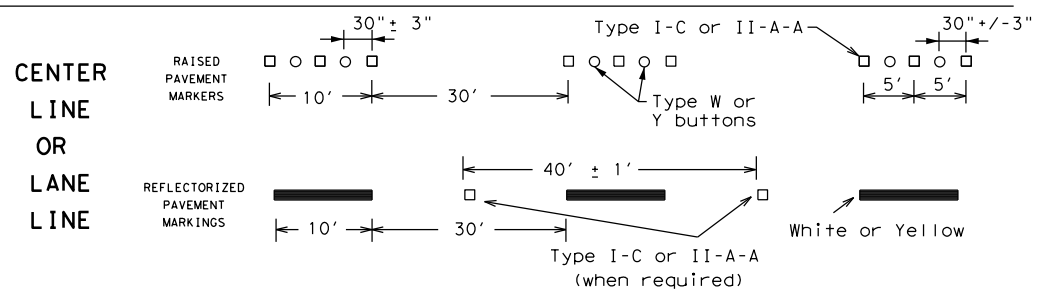 CENTER
LINE
OR
LANE
LINE
RAISED
PAVEMENT
MARKERS
30"± 3"
Type I-C or II-A-A
30"+/-3"
10'
30'
Type W or
Y buttons
5' 5'
REFLECTORIZED
PAVEMENT
MARKINGS
40' ± 1'
10'
30'
Type I-C or II-A-A
(when required)
White or Yellow